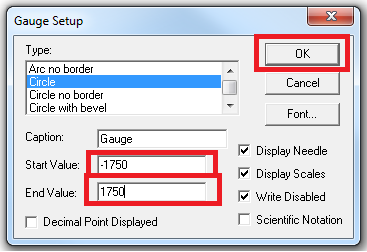 Gauge Setup
Type:
Arc no border
Circle
Circle no border
Circle with bevel
OK
Cancel
Font...
Caption:
Gauge
Start Value:
-1750
End Value:
1750
Display Needle
Display Scales
Write Disabled
Decimal Point Displayed
Scientific Notation